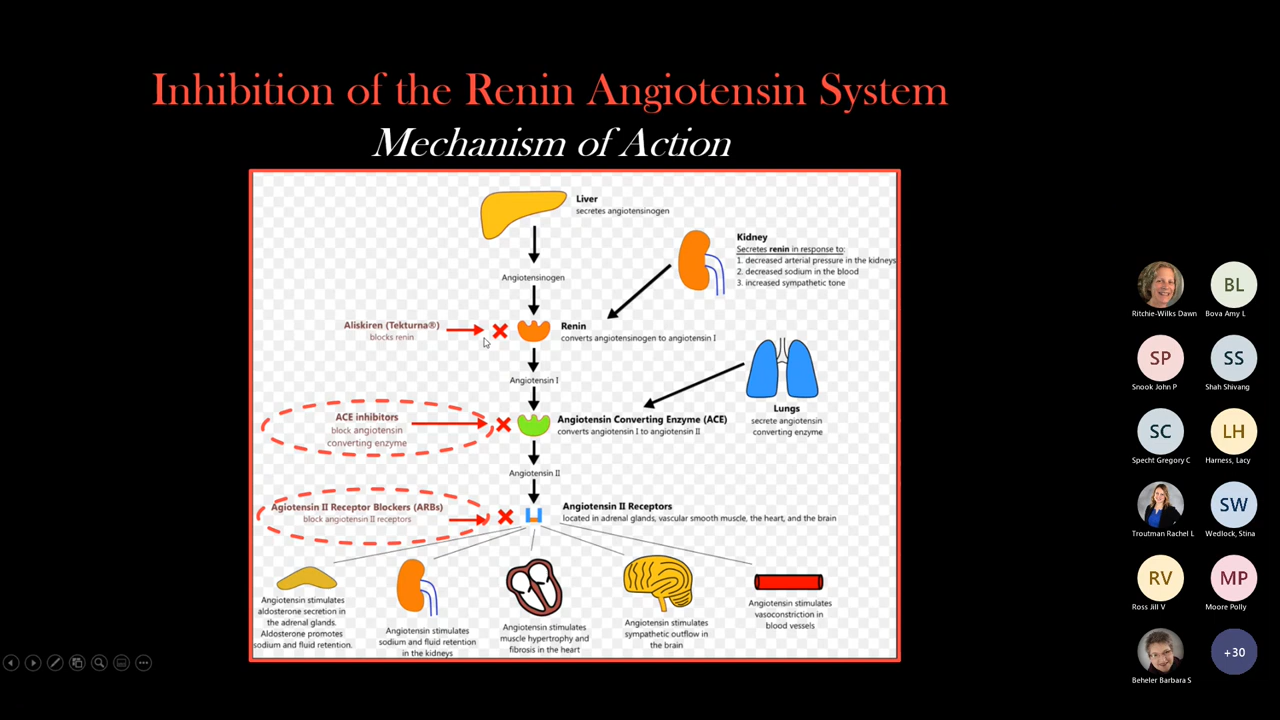 Inhibition of the Renin Angiotensin System
Mechanism of Action
Liver
secretes angiotensinogen
Kidney
Secretes renin in response to:
1. decreased arterial pressure in the kidneys
2. decreased sodium in the blood
3. increased sympathetic tone
Angiotensinogen
Aliskiren (Tekturna®)
blocks renin
Renin
converts angiotensinogen to angiotensin I
Angiotensin I
Lungs
secrete angiotensin
converting enzyme
ACE inhibitors
block angiotensin
converting enzyme
Angiotensin Converting Enzyme (ACE)
converts angiotensin I to angiotensin II
Angiotensin II
Agiotensin II Receptor Blockers (ARBs)
block angiotensin II receptors
Angiotensin II Receptors
located in adrenal glands, vascular smooth muscle, the heart, and the brain
Angiotensin stimulates
aldosterone secretion in
the adrenal glands.
Aldosterone promotes
sodium and fluid retention.
Angiotensin stimulates
sodium and fluid retention
in the kidneys
Angiotensin stimulates
muscle hypertrophy and
fibrosis in the heart
Angiotensin stimulates
sympathetic outflow in
the brain
Angiotensin stimulates
vasoconstriction in
blood vessels
Ritchie-Wilks Dawn
BL
Bova Amy L
SP
Snook John P
SS
Shah Shivang
SC
Specht Gregory C
LH
Harness, Lacy
Troutman Rachel L
SW
Wedlock, Stina
RV
Ross Jill V
MP
Moore Polly
Beheler Barbara S
+30